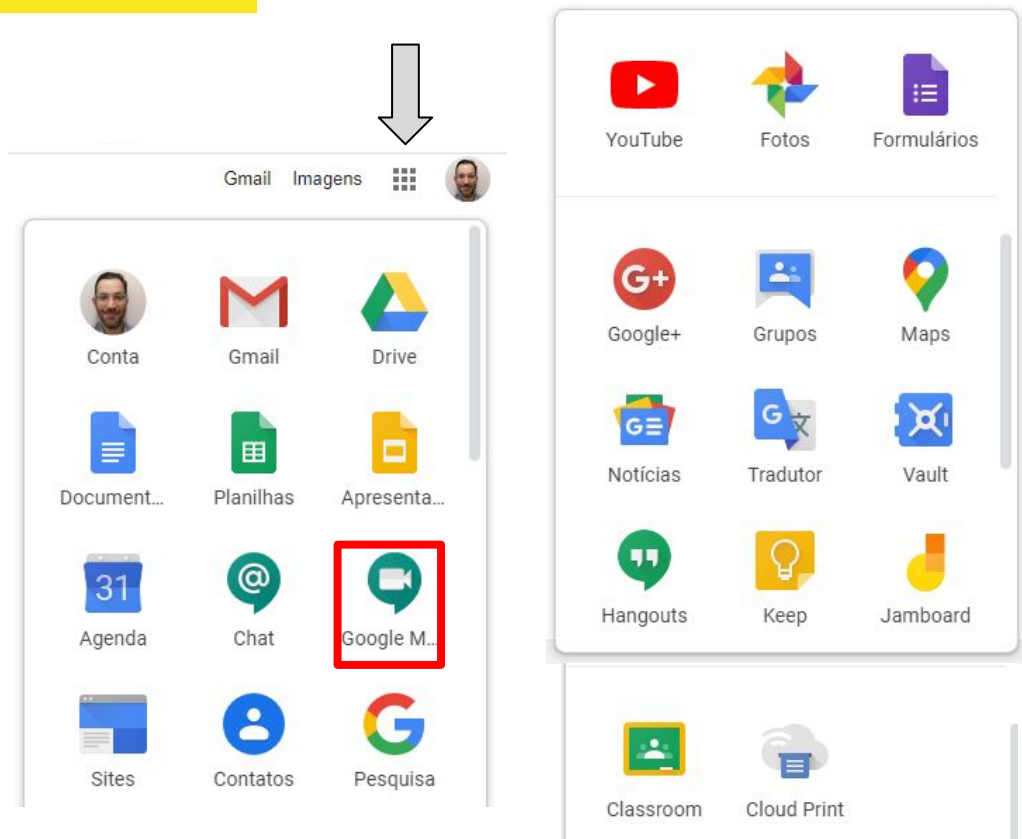 Gmail Imagens
Conta Gmail Drive
Document... Planilhas Apresenta...
31
Agenda Chat Google M...
Sites Contatos Pesquisa
YouTube Fotos Formulários
G+
Google+ Grupos Maps
G
G
文
Notícias Tradutor Vault
Hangouts Keep Jamboard
Classroom Cloud Print